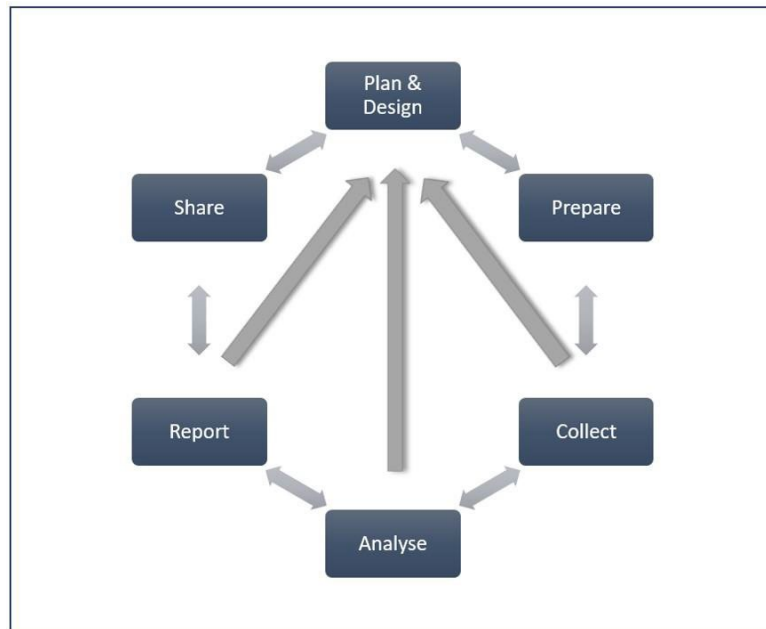 Plan &
Design
Share
Prepare
Report
Collect
Analyse